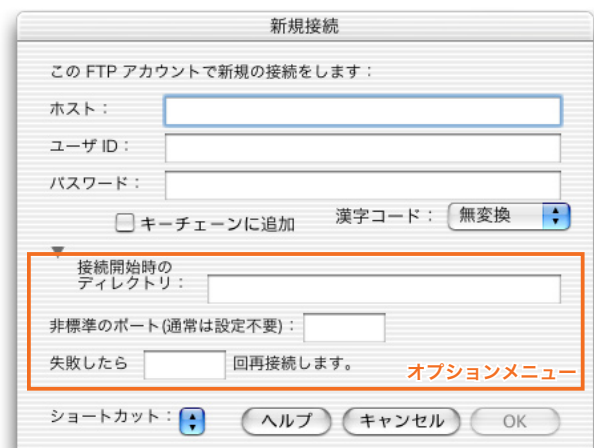 新規接続
この FTP アカウントで新規の接続をします：
ホスト：
ユーザ ID：
パスワード：
キーチェーンに追加
漢字コード：
無変換
接続開始時の
ディレクトリ：
非標準のポート(通常は設定不要)：
失敗したら 回再接続します。
オプションメニュー
ショートカット：
ヘルプ
キャンセル
OK